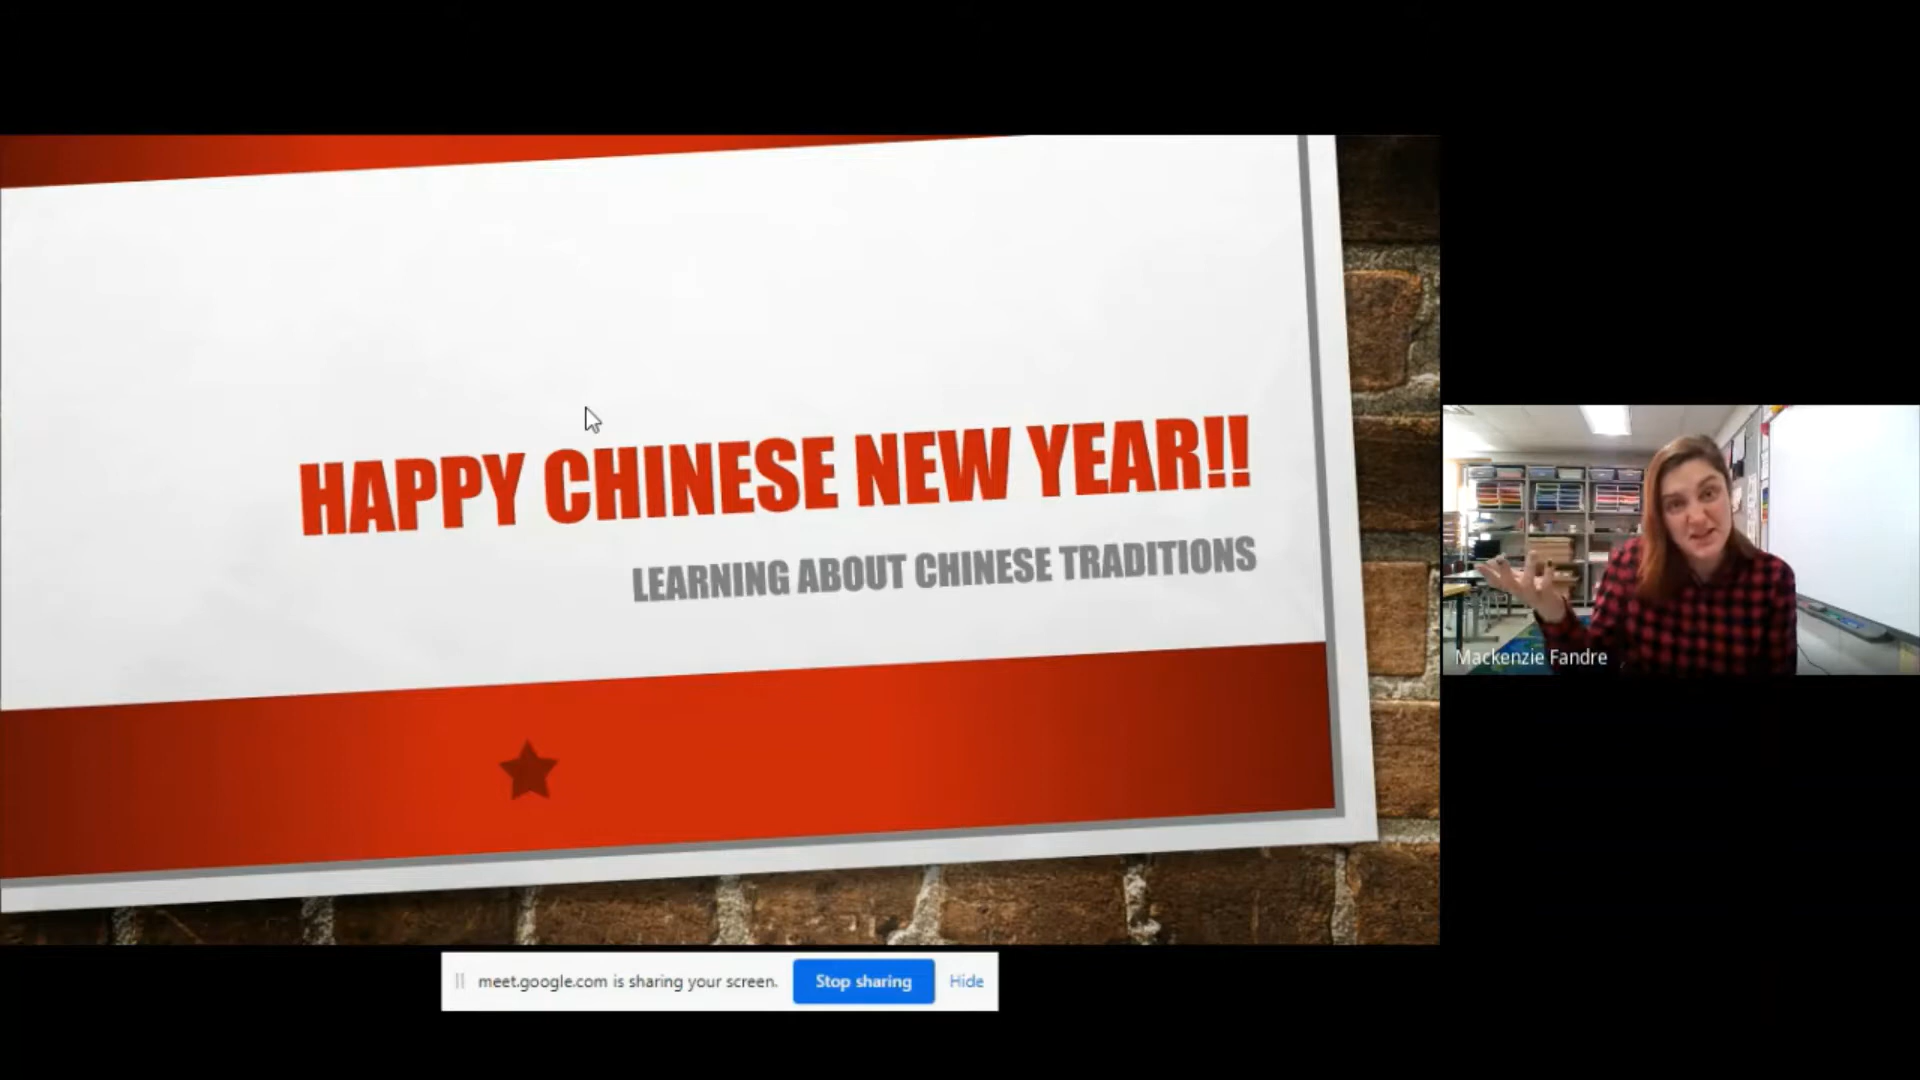 HAPPY CHINESE NEW YEAR!!
LEARNING ABOUT CHINESE TRADITIONS
Mackenzie Fandre
meet.google.com is sharing your screen.
Stop sharing
Hide